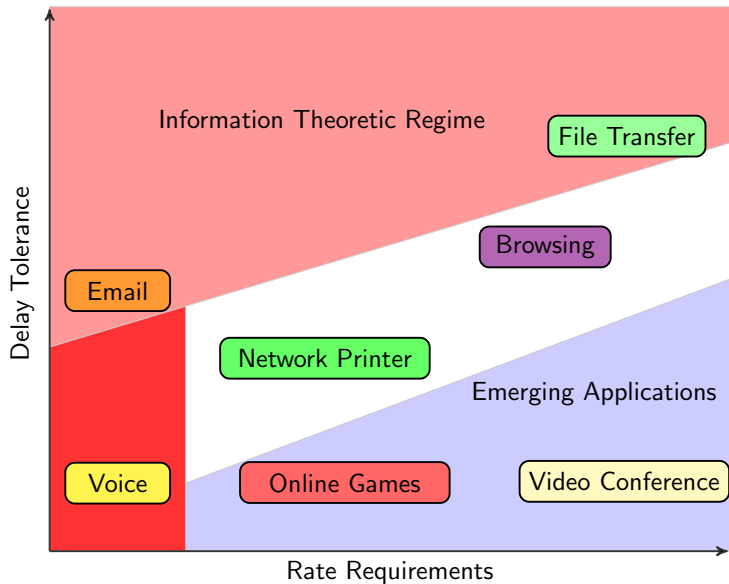 Information Theoretic Regime
File Transfer
Browsing
Email
Delay Tolerance
Network Printer
Emerging Applications
Voice
Online Games
Video Conference
Rate Requirements